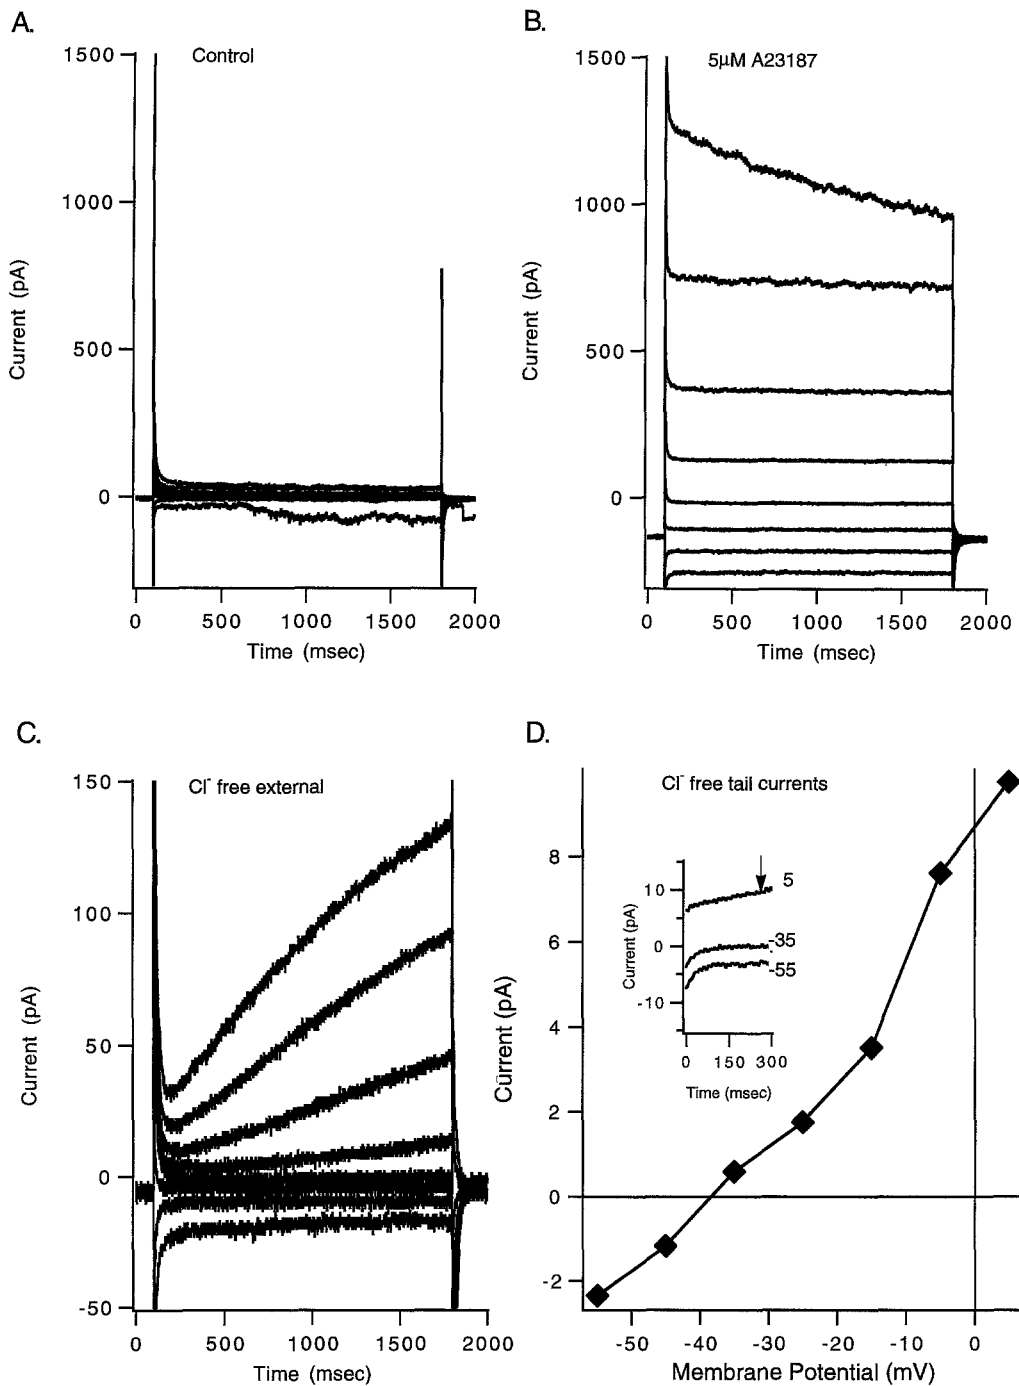 A.
Control
1500
1000
500
0
Current (pA)
0 500 1000 1500 2000
Time (msec)
B.
5μM A23187
1500
1000
500
0
Current (pA)
0 500 1000 1500 2000
Time (msec)
C.
Cl⁻ free external
150
100
50
0
-50
Current (pA)
0 500 1000 1500 2000
Time (msec)
D.
Cl⁻ free tail currents
8
6
4
2
0
-2
Current (pA)
-50 -40 -30 -20 -10 0
Membrane Potential (mV)
10
0
-10
Current (pA)
5
-35
-55
0 150 300
Time (msec)